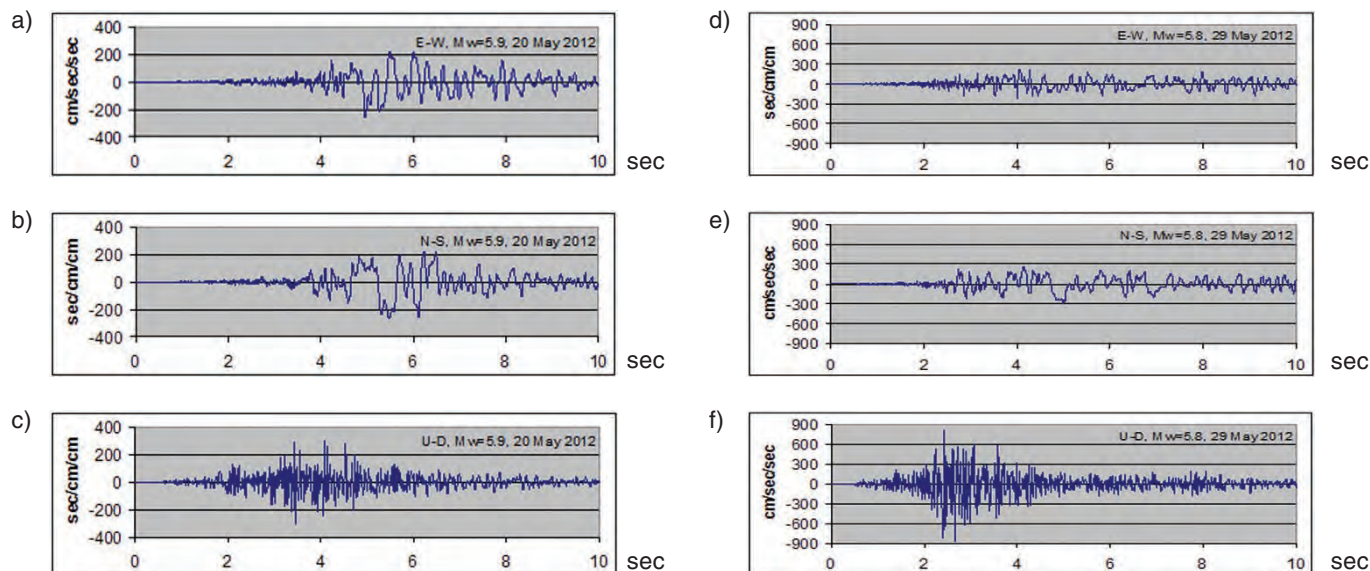 a)
E-W, Mw=5.9, 20 May 2012
cm/sec/sec/sec
400
200
0
-200
-400
0 2 4 6 8 10 sec
b)
N-S, Mw=5.9, 20 May 2012
sec/cm/cm
400
200
0
-200
-400
0 2 4 6 8 10 sec
c)
U-D, Mw=5.9, 20 May 2012
sec/cm/cm
400
200
0
-200
-400
0 2 4 6 8 10 sec
d)
E-W, Mw=5.8, 29 May 2012
sec/cm/cm
900
600
300
0
-300
-600
-900
0 2 4 6 8 10 sec
e)
N-S, Mw=5.8, 29 May 2012
cm/sec/sec
900
600
300
0
-300
-600
-900
0 2 4 6 8 10 sec
f)
U-D, Mw=5.8, 29 May 2012
cm/sec/sec
900
600
300
0
-300
-600
-900
0 2 4 6 8 10 sec